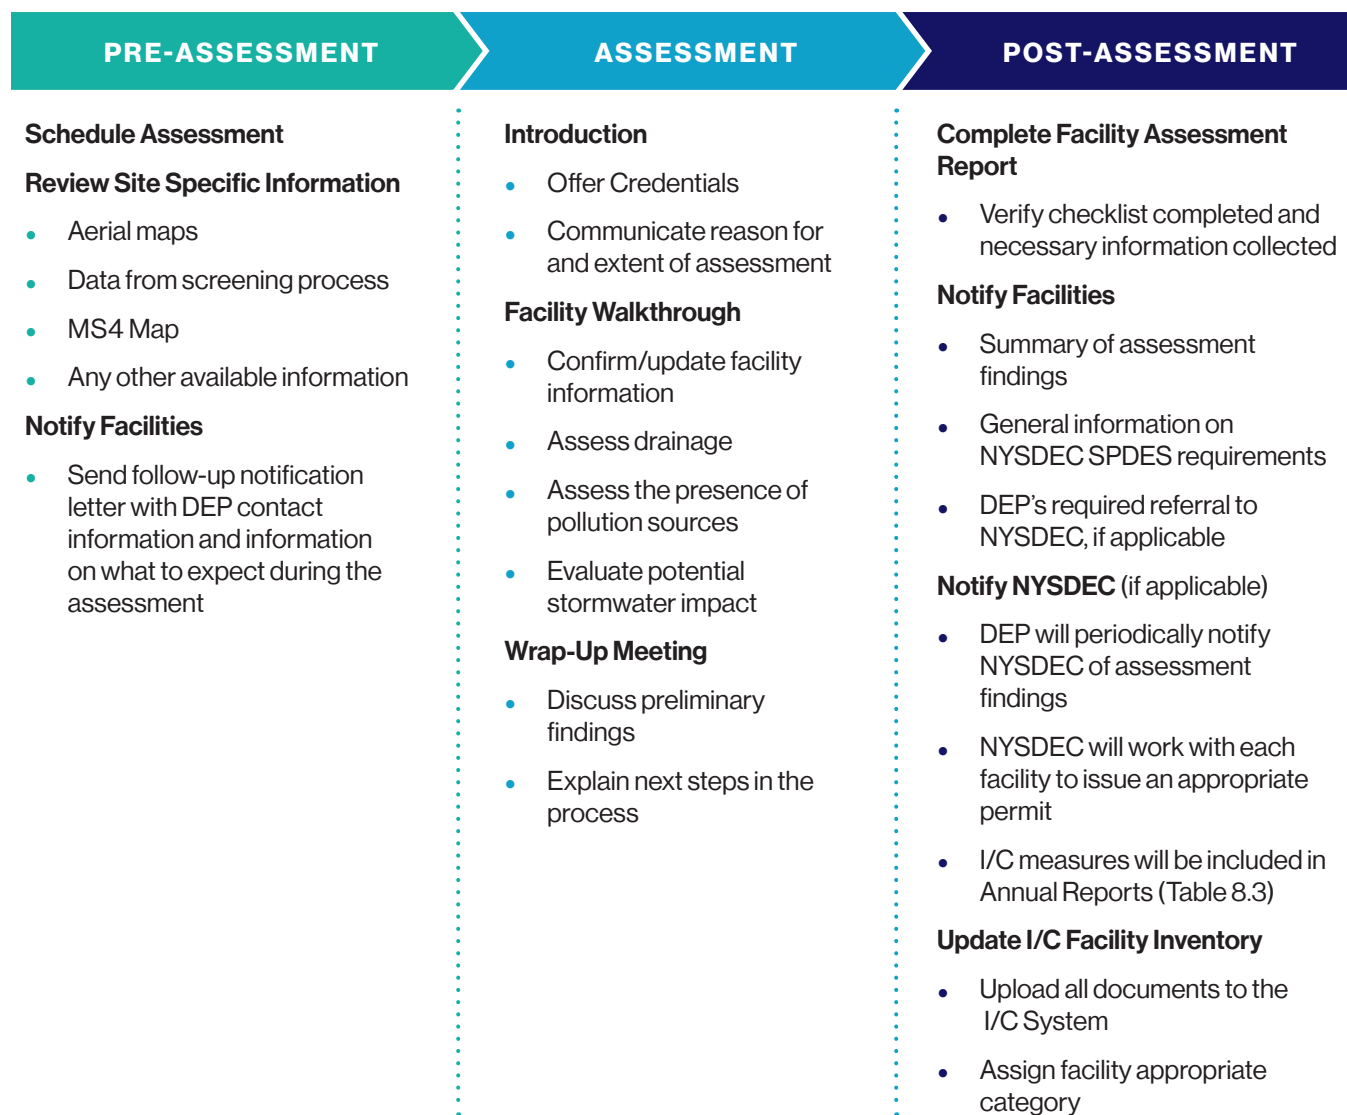 PRE-ASSESSMENT
Schedule Assessment
Review Site Specific Information
• Aerial maps
• Data from screening process
• MS4 Map
• Any other available information
Notify Facilities
• Send follow-up notification
letter with DEP contact
information and information
on what to expect during the
assessment
ASSESSMENT
Introduction
• Offer Credentials
• Communicate reason for
and extent of assessment
Facility Walkthrough
• Confirm/update facility
information
• Assess drainage
• Assess the presence of
pollution sources
• Evaluate potential
stormwater impact
Wrap-Up Meeting
• Discuss preliminary
findings
• Explain next steps in the
process
POST-ASSESSMENT
Complete Facility Assessment
Report
• Verify checklist completed and
necessary information collected
Notify Facilities
• Summary of assessment
findings
• General information on
NYSDEC SPDES requirements
• DEP's required referral to
NYSDEC, if applicable
Notify NYSDEC (if applicable)
• DEP will periodically notify
NYSDEC of assessment
findings
• NYSDEC will work with each
facility to issue an appropriate
permit
• I/C measures will be included in
Annual Reports (Table 8.3)
Update I/C Facility Inventory
• Upload all documents to the
I/C System
• Assign facility appropriate
category